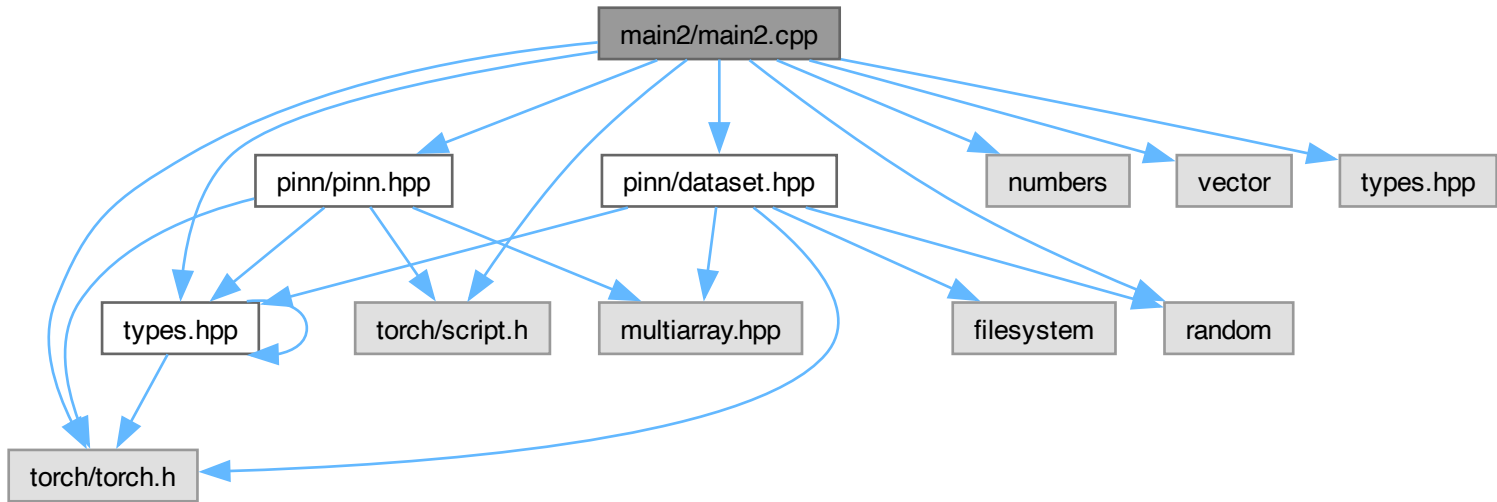 main2/main2.cpp
pinn/pinn.hpp
pinn/dataset.hpp
numbers
vector
types.hpp
types.hpp
torch/script.h
multiarray.hpp
filesystem
random
torch/torch.h